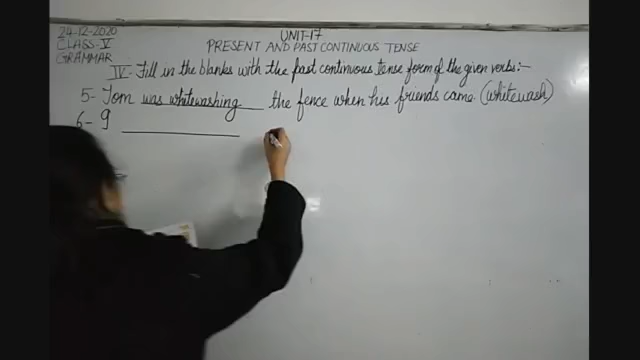 24-12-2020
CLASS-V
GRAMMAR
UNIT-17
PRESENT AND PAST CONTINUOUS TENSE
IV- Fill in the blanks with the past continuous tense form of the given verbs:-
5- Tom was whitewashing the fence when his friends came. (whitewash)
6- I